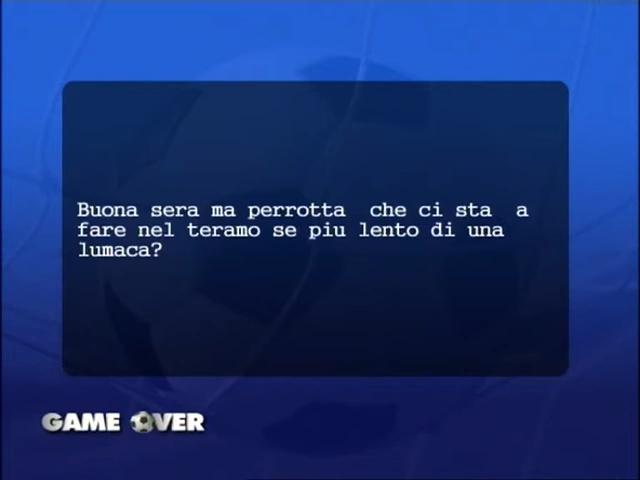 Buona sera ma perrotta  che ci sta  a
fare nel teramo se piu lento di una
lumaca?
GAME OVER